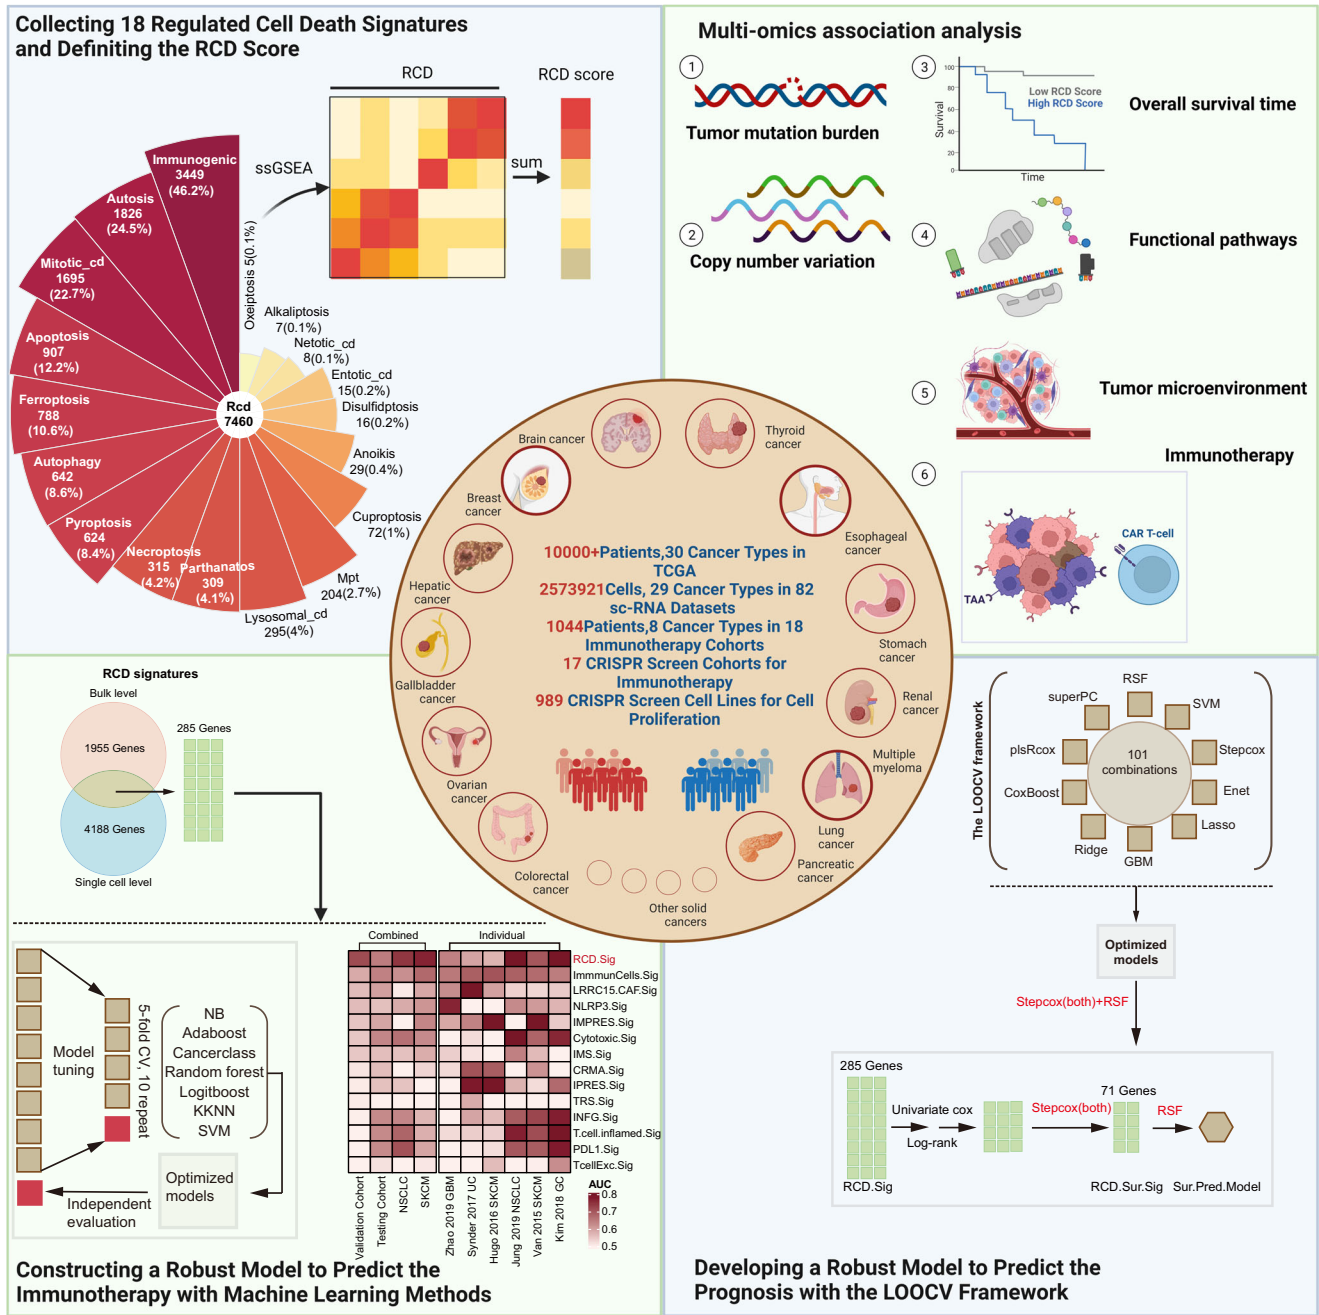 Collecting 18 Regulated Cell Death Signatures
and Definiting the RCD Score
RCD
RCD score
ssGSEA
sum
Immunogenic
3449
(46.2%)
Autosis
1826
(24.5%)
Mitotic_cd
1695
(22.7%)
Apoptosis
907
(12.2%)
Ferroptosis
788
(10.6%)
Autophagy
642
(8.6%)
Pyroptosis
624
(8.4%)
Necroptosis
315
(4.2%)
Parthanatos
309
(4.1%)
Lysosomal_cd
295(4%)
Mpt
204(2.7%)
Cuproptosis
72(1%)
Anoikis
29(0.4%)
Disulfidptosis
16(0.2%)
Entotic_cd
15(0.2%)
Netotic_cd
8(0.1%)
Alkaliptosis
7(0.1%)
Oxeiptosis 5(0.1%)
Rcd
7460
Multi-omics association analysis
1
Tumor mutation burden
2
Copy number variation
3
100
80
60
40
20
Survival
Time
Low RCD Score
High RCD Score
Overall survival time
4
Functional pathways
5
Tumor microenvironment
6
Immunotherapy
TAA
CAR T-cell
Brain cancer
Thyroid
cancer
Breast
cancer
Esophageal
cancer
Hepatic
cancer
Stomach
cancer
Gallbladder
cancer
Renal
cancer
Ovarian
cancer
Multiple
myeloma
Lung
cancer
Colorectal
cancer
Pancreatic
cancer
Other solid
cancers
10000+Patients,30 Cancer Types in
TCGA
2573921Cells, 29 Cancer Types in 82
sc-RNA Datasets
1044Patients,8 Cancer Types in 18
Immunotherapy Cohorts
17 CRISPR Screen Cohorts for
Immunotherapy
989 CRISPR Screen Cell Lines for Cell
Proliferation
RCD signatures
Bulk level
1955 Genes
4188 Genes
Single cell level
285 Genes
Model
tuning
5-fold CV, 10 repeat
NB
Adaboost
Cancerclass
Random forest
Logitboost
KKNN
SVM
Optimized
models
Independent
evaluation
Combined
Individual
RCD.Sig
ImmmunCells.Sig
LRRC15.CAF.Sig
NLRP3.Sig
IMPRES.Sig
Cytotoxic.Sig
IMS.Sig
CRMA.Sig
IPRES.Sig
TRS.Sig
INFG.Sig
T.cell.inflamed.Sig
PDL1.Sig
TcellExc.Sig
Validation Cohort
Testing Cohort
NSCLC
SKCM
Zhao 2019 GBM
Synder 2017 UC
Hugo 2016 SKCM
Jung 2019 NSCLC
Van 2015 SKCM
Kim 2018 GC
AUC
0.8
0.7
0.6
0.5
Constructing a Robust Model to Predict the
Immunotherapy with Machine Learning Methods
The LOOCV framework
RSF
superPC
SVM
plsRcox
Stepcox
CoxBoost
Enet
Ridge
Lasso
GBM
101
combinations
Optimized
models
Stepcox(both)+RSF
285 Genes
RCD.Sig
Univariate cox
Log-rank
Stepcox(both)
71 Genes
RCD.Sur.Sig
RSF
Sur.Pred.Model
Developing a Robust Model to Predict the
Prognosis with the LOOCV Framework